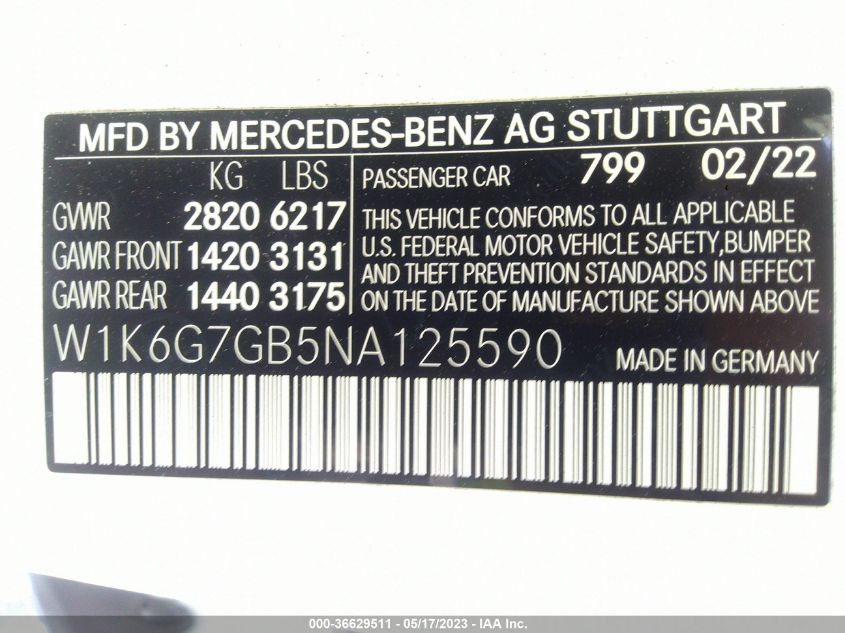 MFD BY MERCEDES-BENZ AG STUTTGART
KG LBS
GVWR 2820 6217
GAWR FRONT 1420 3131
GAWR REAR 1440 3175
PASSENGER CAR 799 02/22
THIS VEHICLE CONFORMS TO ALL APPLICABLE
U.S. FEDERAL MOTOR VEHICLE SAFETY,BUMPER
AND THEFT PREVENTION STANDARDS IN EFFECT
ON THE DATE OF MANUFACTURE SHOWN ABOVE
W1K6G7GB5NA125590 MADE IN GERMANY
000-36629511 - 05/17/2023 - IAA Inc.